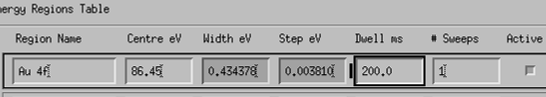 nergy Regions Table
Region Name Centre eV Width eV Step eV Dwell ms # Sweeps Active
Au 4f 86.45 0.434378 0.003810 200.0 1